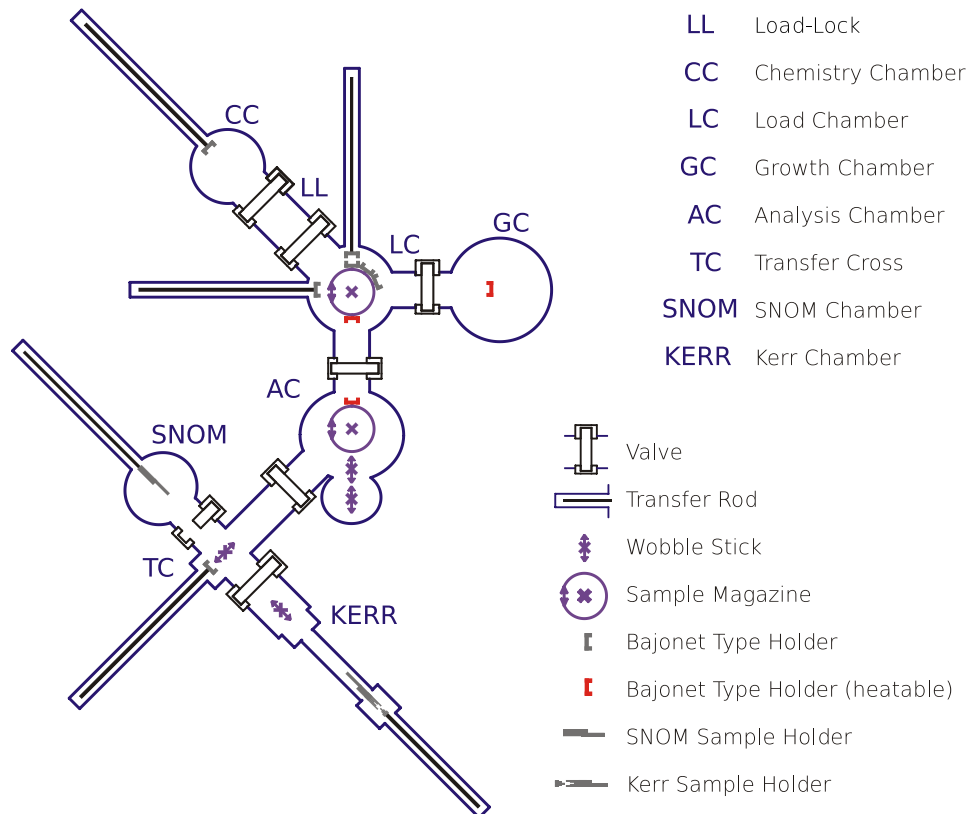 LL Load-Lock
CC Chemistry Chamber
LC Load Chamber
GC Growth Chamber
AC Analysis Chamber
TC Transfer Cross
SNOM SNOM Chamber
KERR Kerr Chamber
CC
LL
LC
GC
AC
SNOM
TC
KERR
Valve
Transfer Rod
Wobble Stick
Sample Magazine
Bajonet Type Holder
Bajonet Type Holder (heatable)
SNOM Sample Holder
Kerr Sample Holder